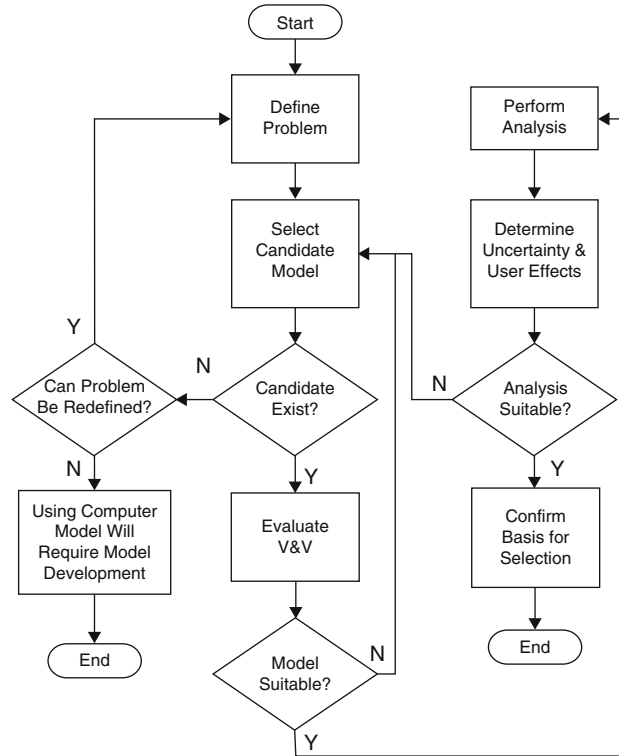 Start
Define
Problem
Select
Candidate
Model
Candidate
Exist?
N
Y
Can Problem
Be Redefined?
Y
N
Using Computer
Model Will
Require Model
Development
End
Evaluate
V&V
Model
Suitable?
N
Y
Perform
Analysis
Determine
Uncertainty &
User Effects
Analysis
Suitable?
N
Y
Confirm
Basis for
Selection
End